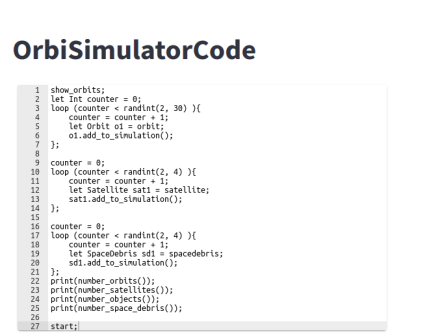 OrbiSimulatorCode
1 show_orbits;
2 let Int counter = 0;
3 loop (counter < randint(2, 30) ){
4 counter = counter + 1;
5 let Orbit o1 = orbit;
6 o1.add_to_simulation();
7 };
8
9 counter = 0;
10 loop (counter < randint(2, 4) ){
11 counter = counter + 1;
12 let Satellite sat1 = satellite;
13 sat1.add_to_simulation();
14 };
15
16 counter = 0;
17 loop (counter < randint(2, 4) ){
18 counter = counter + 1;
19 let SpaceDebris sd1 = spacedebris;
20 sd1.add_to_simulation();
21 };
22 print(number_orbits());
23 print(number_satellites());
24 print(number_objects());
25 print(number_space_debris());
26
27 start;